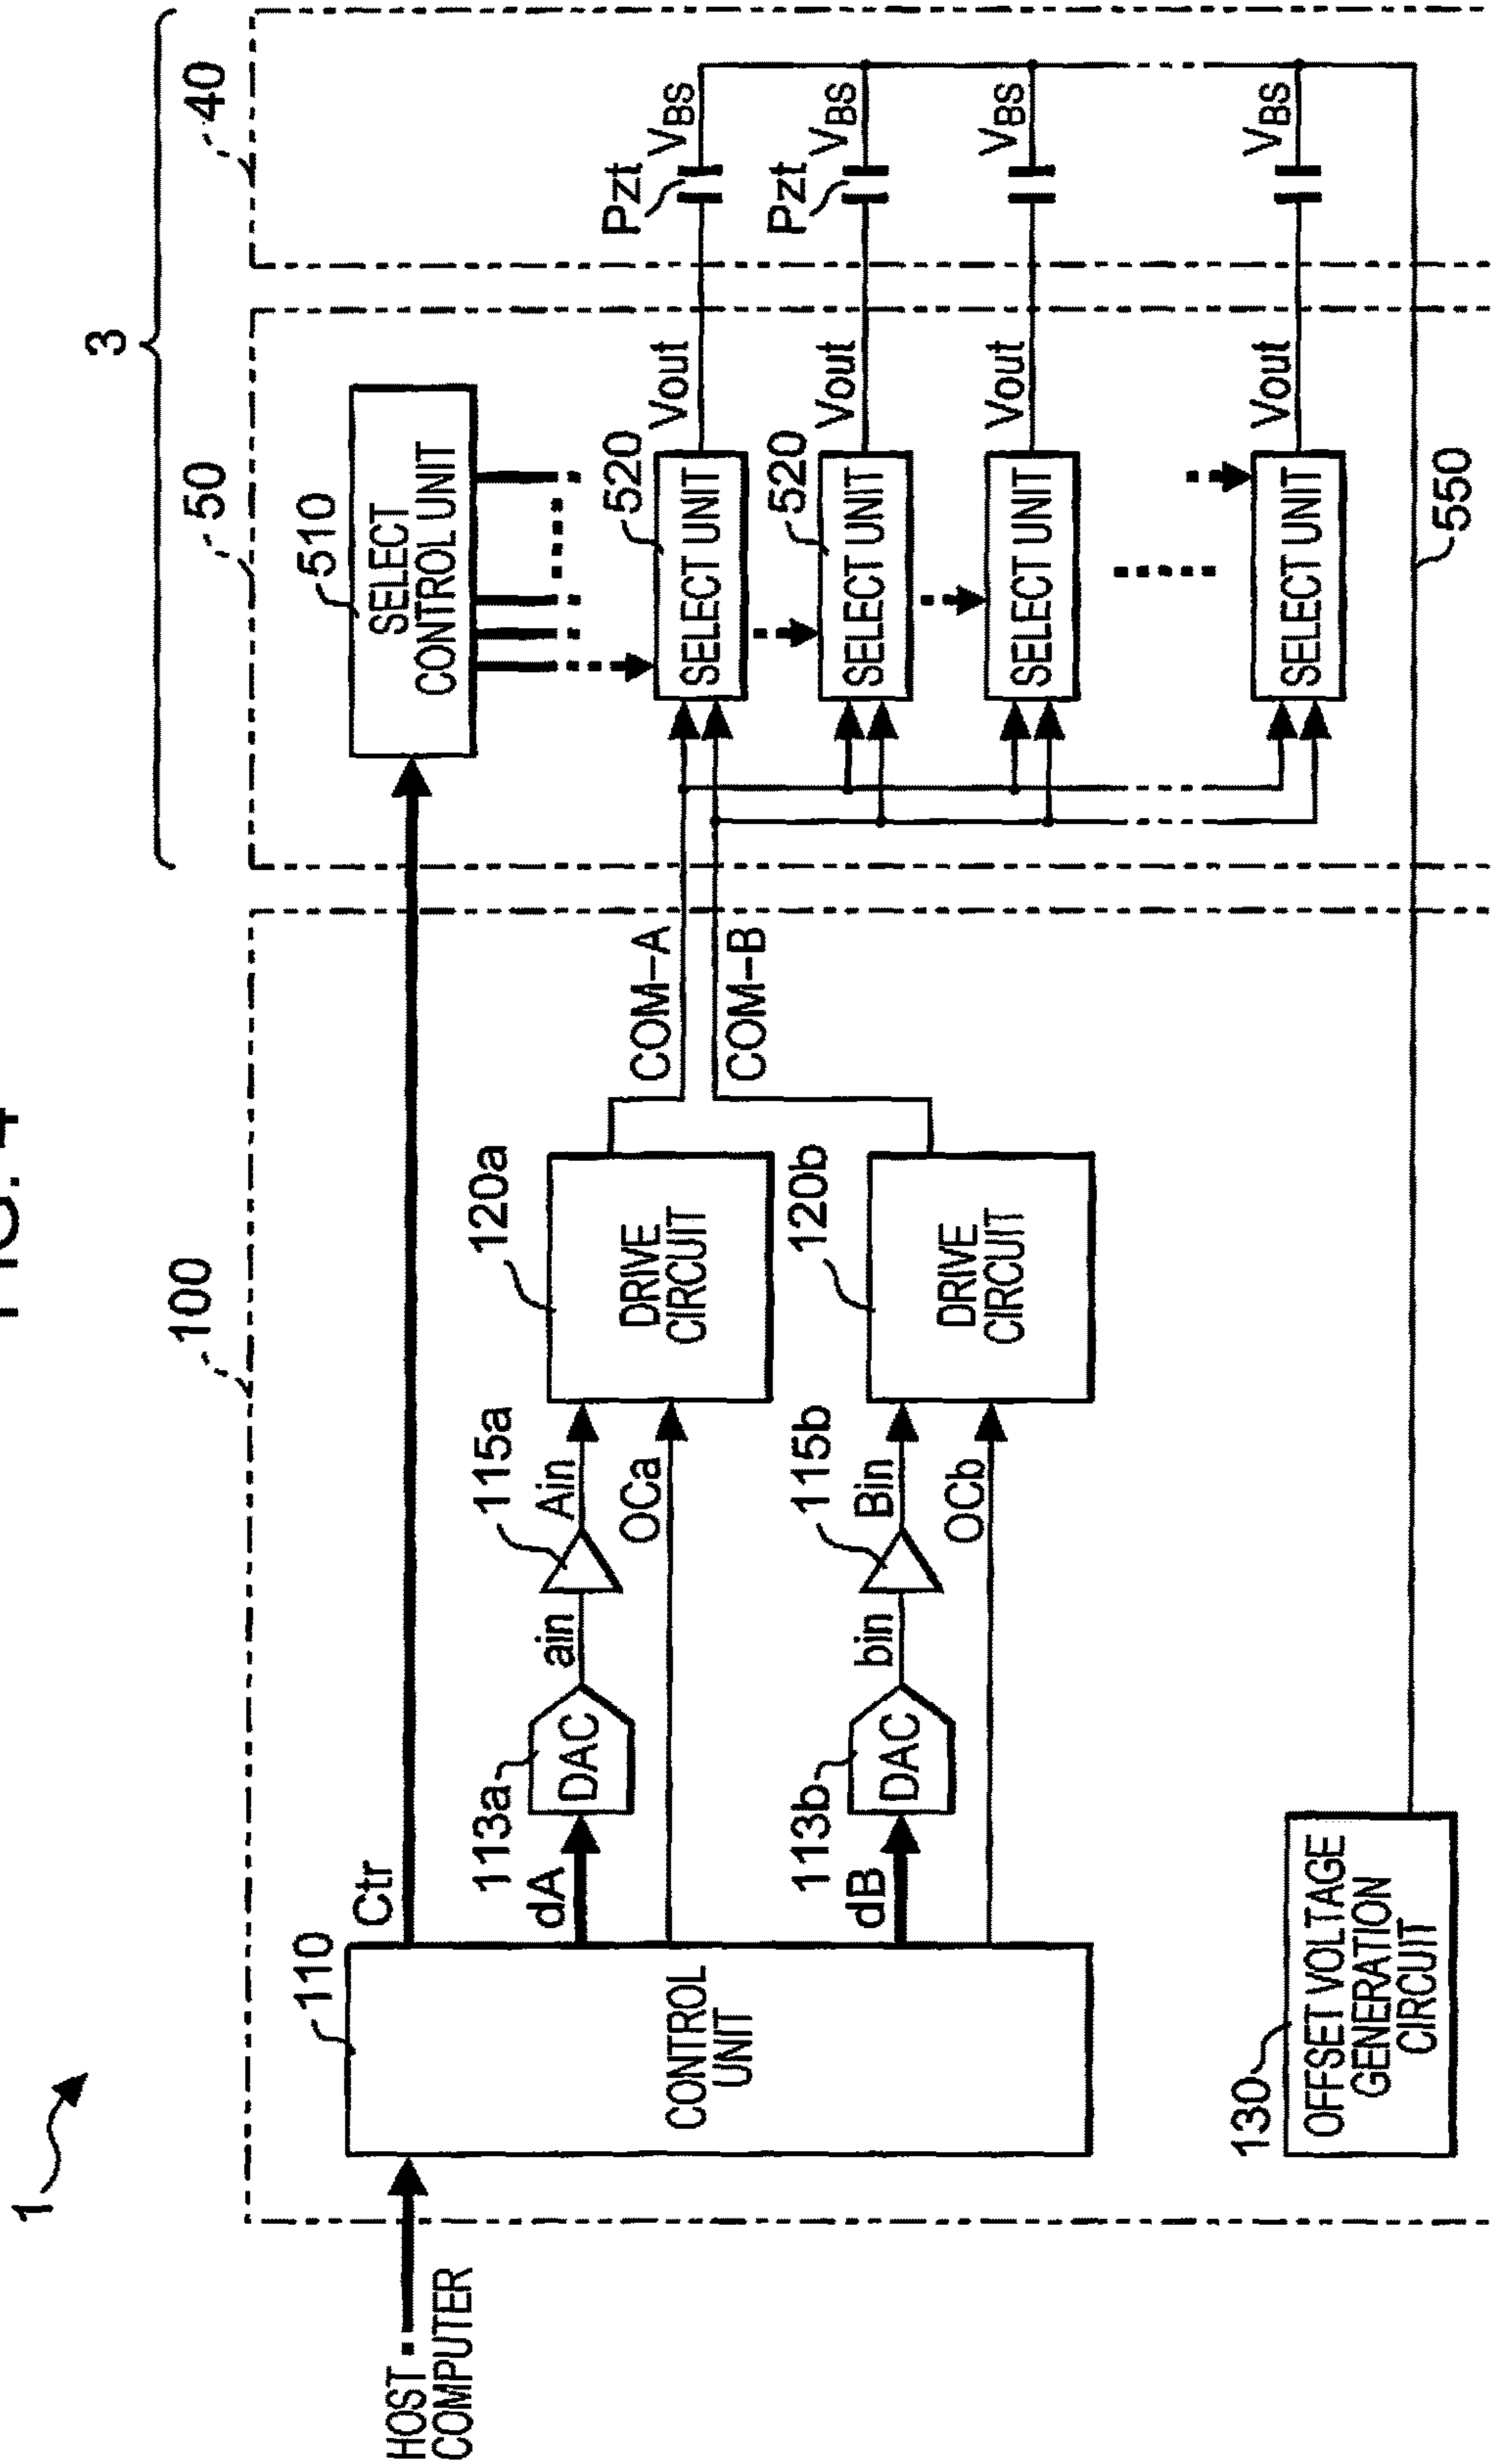 FIG. 4
1
3
100
50
40
HOST
COMPUTER
110
CONTROL
UNIT
Ctr
510
SELECT
CONTROL UNIT
113a
dA
DAC
ain
115a
Ain
OCa
120a
DRIVE
CIRCUIT
COM-A
COM-B
520
SELECT UNIT
Vout
Pzt
VBS
113b
dB
DAC
bin
115b
Bin
OCb
120b
DRIVE
CIRCUIT
520
SELECT UNIT
Vout
Pzt
VBS
SELECT UNIT
Vout
VBS
SELECT UNIT
Vout
VBS
130
OFFSET VOLTAGE
GENERATION
CIRCUIT
550